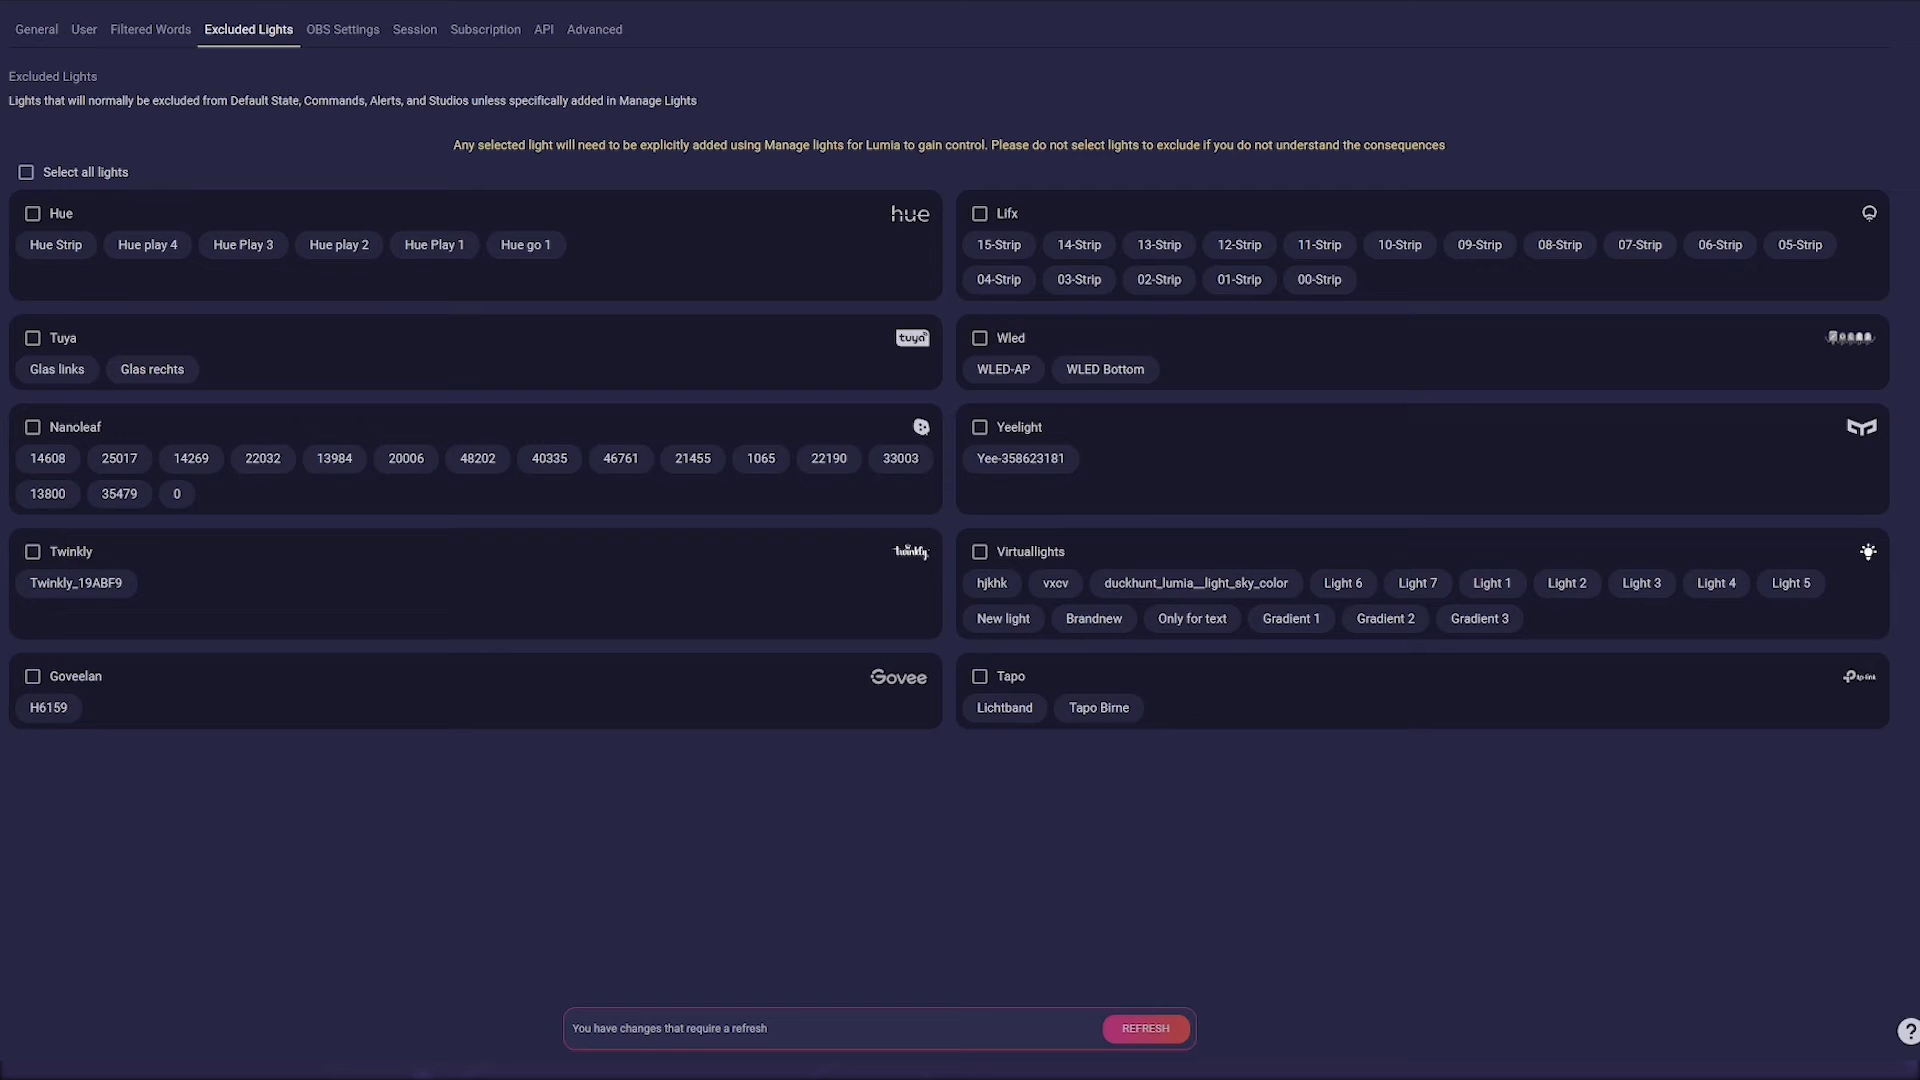 General User Filtered Words Excluded Lights OBS Settings Session Subscription API Advanced
Excluded Lights
Lights that will normally be excluded from Default State, Commands, Alerts, and Studios unless specifically added in Manage Lights
Any selected light will need to be explicitly added using Manage lights for Lumia to gain control. Please do not select lights to exclude if you do not understand the consequences
Select all lights
Hue hue
Hue Strip Hue play 4 Hue Play 3 Hue play 2 Hue Play 1 Hue go 1
Lifx
15-Strip 14-Strip 13-Strip 12-Strip 11-Strip 10-Strip 09-Strip 08-Strip 07-Strip 06-Strip 05-Strip
04-Strip 03-Strip 02-Strip 01-Strip 00-Strip
Tuya tuya
Glas links Glas rechts
Wled
WLED-AP WLED Bottom
Nanoleaf
14608 25017 14269 22032 13984 20006 48202 40335 46761 21455 1065 22190 33003
13800 35479 0
Yeelight
Yee-358623181
Twinkly twinkly
Twinkly_19ABF9
Virtuallights
hjkhk vxcv duckhunt_lumia__light_sky_color Light 6 Light 7 Light 1 Light 2 Light 3 Light 4 Light 5
New light Brandnew Only for text Gradient 1 Gradient 2 Gradient 3
Goveelan Govee
H6159
Tapo tp-link
Lichtband Tapo Birne
You have changes that require a refresh REFRESH
?